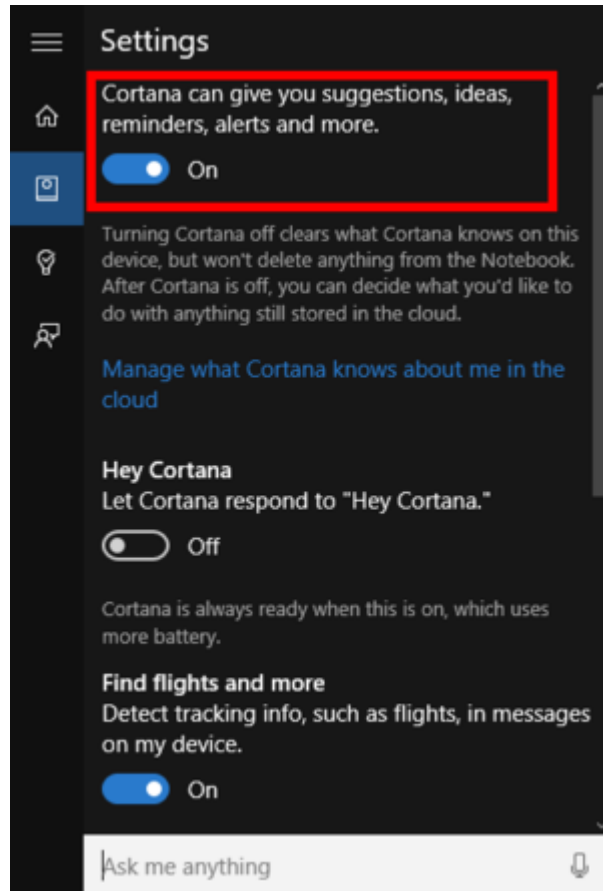 Settings
Cortana can give you suggestions, ideas,
reminders, alerts and more.
On
Turning Cortana off clears what Cortana knows on this
device, but won't delete anything from the Notebook.
After Cortana is off, you can decide what you'd like to
do with anything still stored in the cloud.
Manage what Cortana knows about me in the
cloud
Hey Cortana
Let Cortana respond to "Hey Cortana."
Off
Cortana is always ready when this is on, which uses
more battery.
Find flights and more
Detect tracking info, such as flights, in messages
on my device.
On
Ask me anything